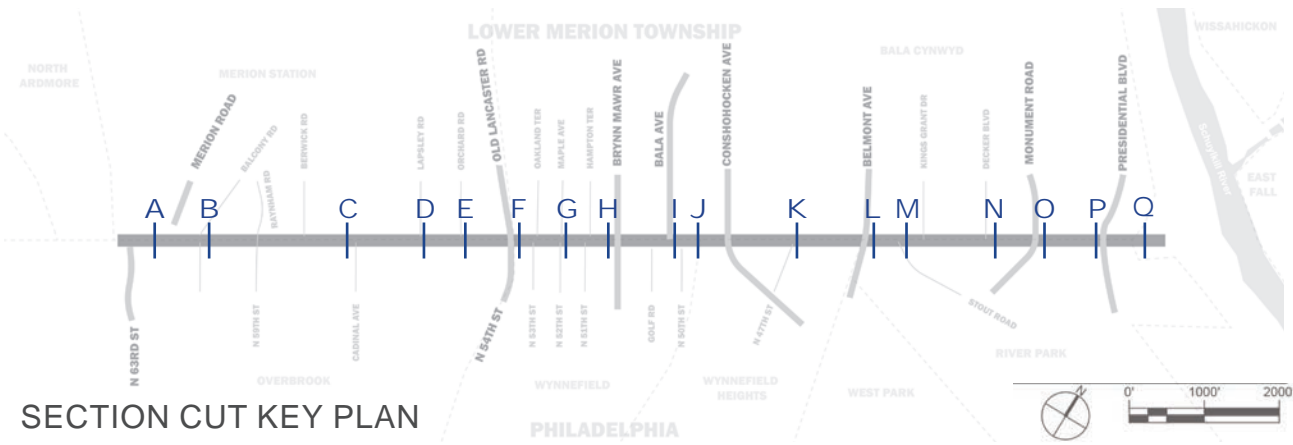 LOWER MERION TOWNSHIP
WISSAHICKON
NORTH
ARDMORE
MERION STATION
BALA CYNWYD
MERION ROAD
BALCONY RD
RAYNHAM RD
BERWICK RD
LAPSLEY RD
ORCHARD RD
OLD LANCASTER RD
OAKLAND TER
MAPLE AVE
HAMPTON TER
BRYNN MAWR AVE
BALA AVE
CONSHOHOCKEN AVE
BELMONT AVE
KINGS GRANT DR
DECKER BLVD
MONUMENT ROAD
PRESIDENTIAL BLVD
Schuylkill River
EAST
FALL
A B C D E F G H I J K L M N O P Q
N 63RD ST
N 59TH ST
CADINAL AVE
N 54TH ST
N 53TH ST
N 52TH ST
N 51TH ST
GOLF RD
N 50TH ST
N 47TH ST
STOUT ROAD
RIVER PARK
OVERBROOK
WYNNEFIELD
WYNNEFIELD
HEIGHTS
WEST PARK
PHILADELPHIA
SECTION CUT KEY PLAN
N
0' 1000' 2000